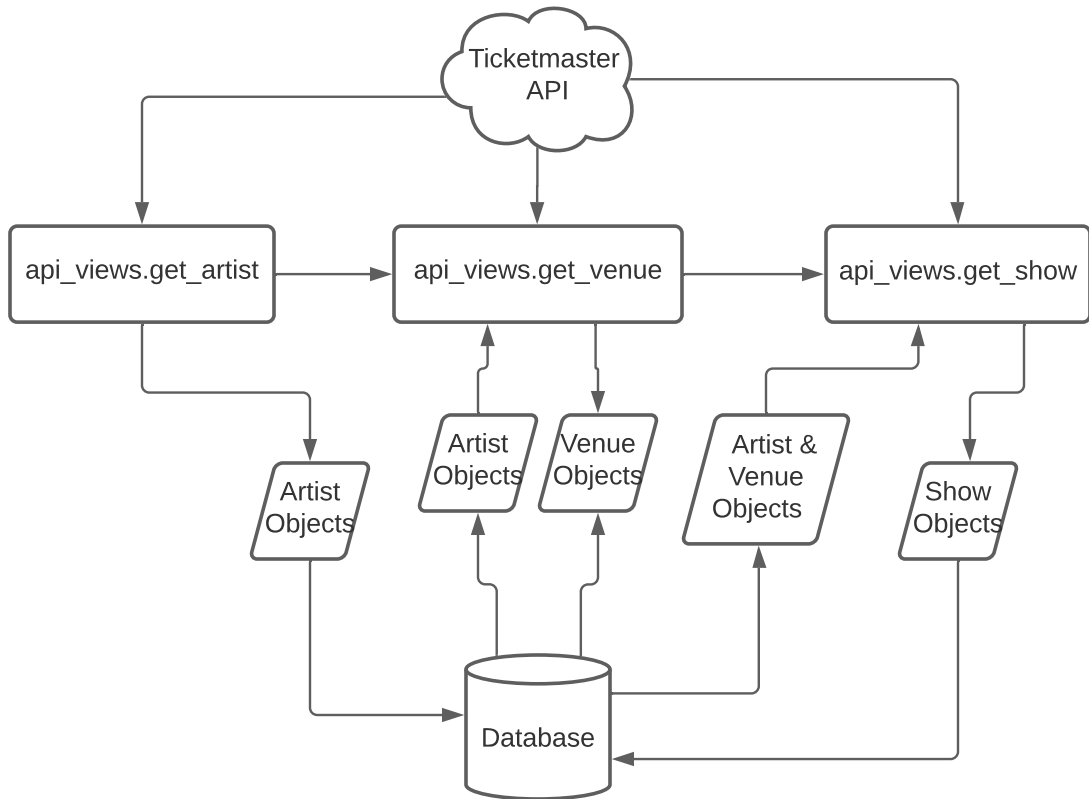 Ticketmaster
API
api_views.get_artist
api_views.get_venue
api_views.get_show
Artist
Objects
Artist
Objects
Venue
Objects
Artist &
Venue
Objects
Show
Objects
Database